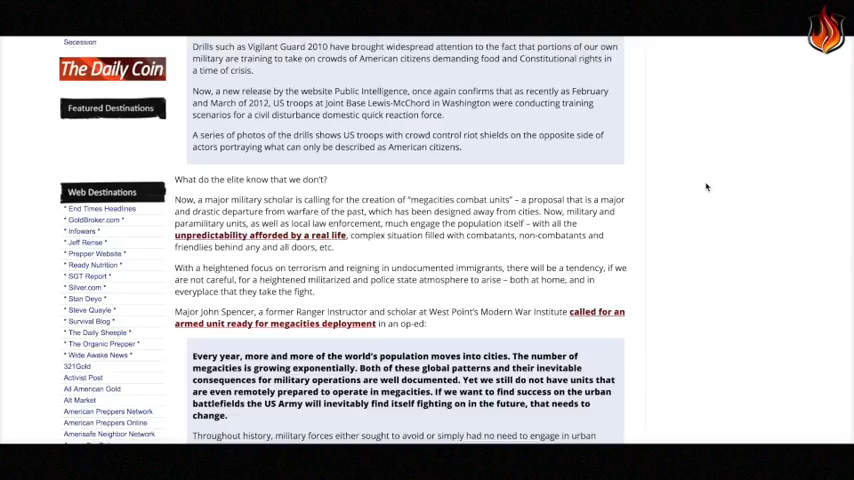 Secession
The Daily Coin
Featured Destinations
Web Destinations
* End Times Headlines
* GoldBroker.com *
* Infowars *
* Jeff Rense *
* Prepper Website *
* Ready Nutrition *
* SGT Report *
* Silver.com *
* Stan Deyo *
* Steve Quayle *
* Survival Blog *
* The Daily Sheeple *
* The Organic Prepper *
* Wide Awake News *
321Gold
Activist Post
All American Gold
Alt Market
American Preppers Network
American Preppers Online
Amerisafe Neighbor Network
Drills such as Vigilant Guard 2010 have brought widespread attention to the fact that portions of our own
military are training to take on crowds of American citizens demanding food and Constitutional rights in
a time of crisis.
Now, a new release by the website Public Intelligence, once again confirms that as recently as February
and March of 2012, US troops at Joint Base Lewis-McChord in Washington were conducting training
scenarios for a civil disturbance domestic quick reaction force.
A series of photos of the drills shows US troops with crowd control riot shields on the opposite side of
actors portraying what can only be described as American citizens.
What do the elite know that we don't?
Now, a major military scholar is calling for the creation of "megacities combat units" – a proposal that is a major
and drastic departure from warfare of the past, which has been designed away from cities. Now, military and
paramilitary units, as well as local law enforcement, much engage the population itself – with all the
unpredictability afforded by a real life, complex situation filled with combatants, non-combatants and
friendlies behind any and all doors, etc.
With a heightened focus on terrorism and reigning in undocumented immigrants, there will be a tendency, if we
are not careful, for a heightened militarized and police state atmosphere to arise – both at home, and in
everyplace that they take the fight.
Major John Spencer, a former Ranger Instructor and scholar at West Point's Modern War Institute called for an
armed unit ready for megacities deployment in an op-ed:
Every year, more and more of the world's population moves into cities. The number of
megacities is growing exponentially. Both of these global patterns and their inevitable
consequences for military operations are well documented. Yet we still do not have units that
are even remotely prepared to operate in megacities. If we want to find success on the urban
battlefields the US Army will inevitably find itself fighting on in the future, that needs to
change.
Throughout history, military forces either sought to avoid or simply had no need to engage in urban